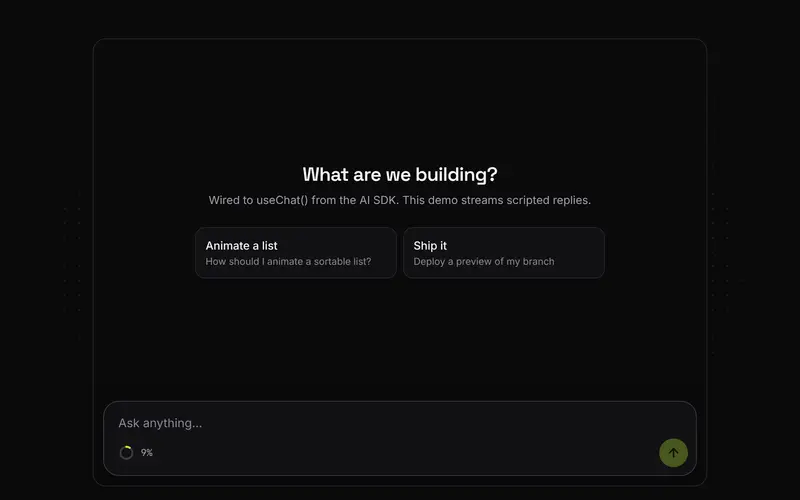 What are we building?
Wired to useChat() from the AI SDK. This demo streams scripted replies.
Animate a list
How should I animate a sortable list?
Ship it
Deploy a preview of my branch
Ask anything...
9%